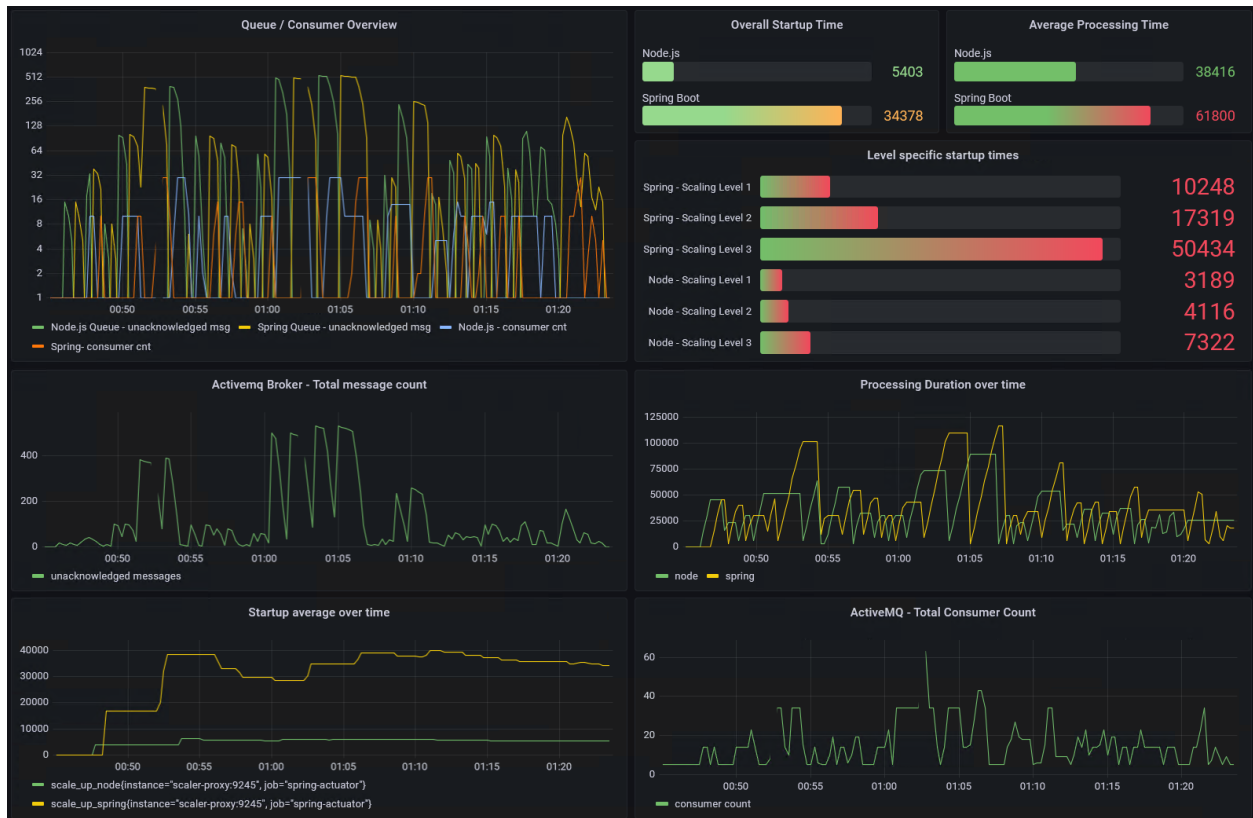 Queue / Consumer Overview
1024
512
256
128
64
32
16
8
4
2
1
00:50 00:55 01:00 01:05 01:10 01:15 01:20
Node.js Queue - unacknowledged msg Spring Queue - unacknowledged msg Node.js - consumer cnt
Spring- consumer cnt
Overall Startup Time
Node.js
5403
Spring Boot
34378
Average Processing Time
Node.js
38416
Spring Boot
61800
Level specific startup times
Spring - Scaling Level 1 10248
Spring - Scaling Level 2 17319
Spring - Scaling Level 3 50434
Node - Scaling Level 1 3189
Node - Scaling Level 2 4116
Node - Scaling Level 3 7322
Activemq Broker - Total message count
400
200
0
00:50 00:55 01:00 01:05 01:10 01:15 01:20
unacknowledged messages
Processing Duration over time
125000
100000
75000
50000
25000
0
00:50 00:55 01:00 01:05 01:10 01:15 01:20
node spring
Startup average over time
40000
30000
20000
10000
0
00:50 00:55 01:00 01:05 01:10 01:15 01:20
scale_up_node{instance="scaler-proxy:9245", job="spring-actuator"}
scale_up_spring{instance="scaler-proxy:9245", job="spring-actuator"}
ActiveMQ - Total Consumer Count
60
40
20
0
00:50 00:55 01:00 01:05 01:10 01:15 01:20
consumer count